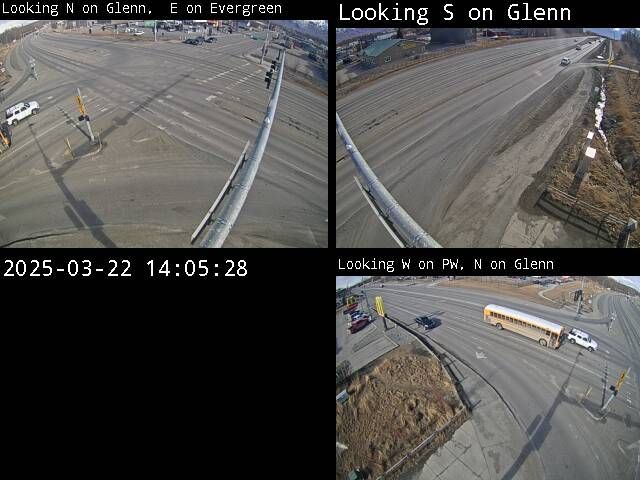 Looking N on Glenn,  E on Evergreen
Looking S on Glenn
2025-03-22 14:05:28
Looking W on PW, N on Glenn